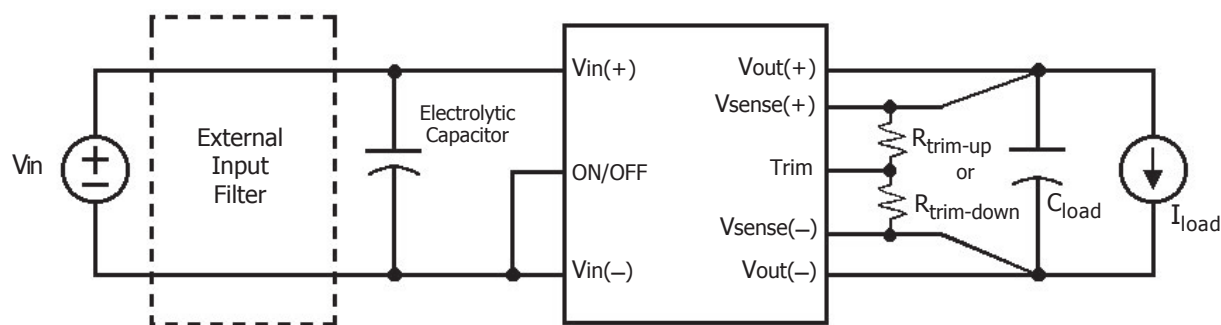 Vin
External
Input
Filter
Electrolytic
Capacitor
Vin(+)
ON/OFF
Vin(−)
Vout(+)
Vsense(+)
Trim
Vsense(−)
Vout(−)
Rtrim-up
or
Rtrim-down
Cload
Iload